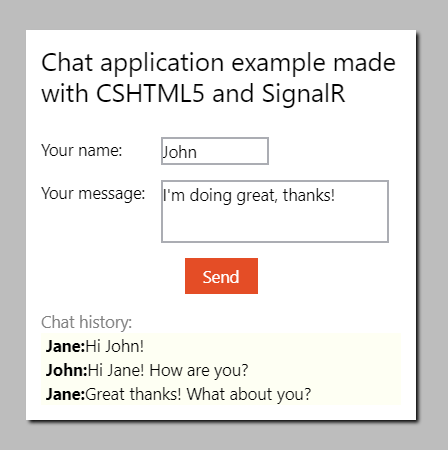 Chat application example made
with CSHTML5 and SignalR
Your name: John
Your message: I'm doing great, thanks!
Send
Chat history:
Jane:Hi John!
John:Hi Jane! How are you?
Jane:Great thanks! What about you?